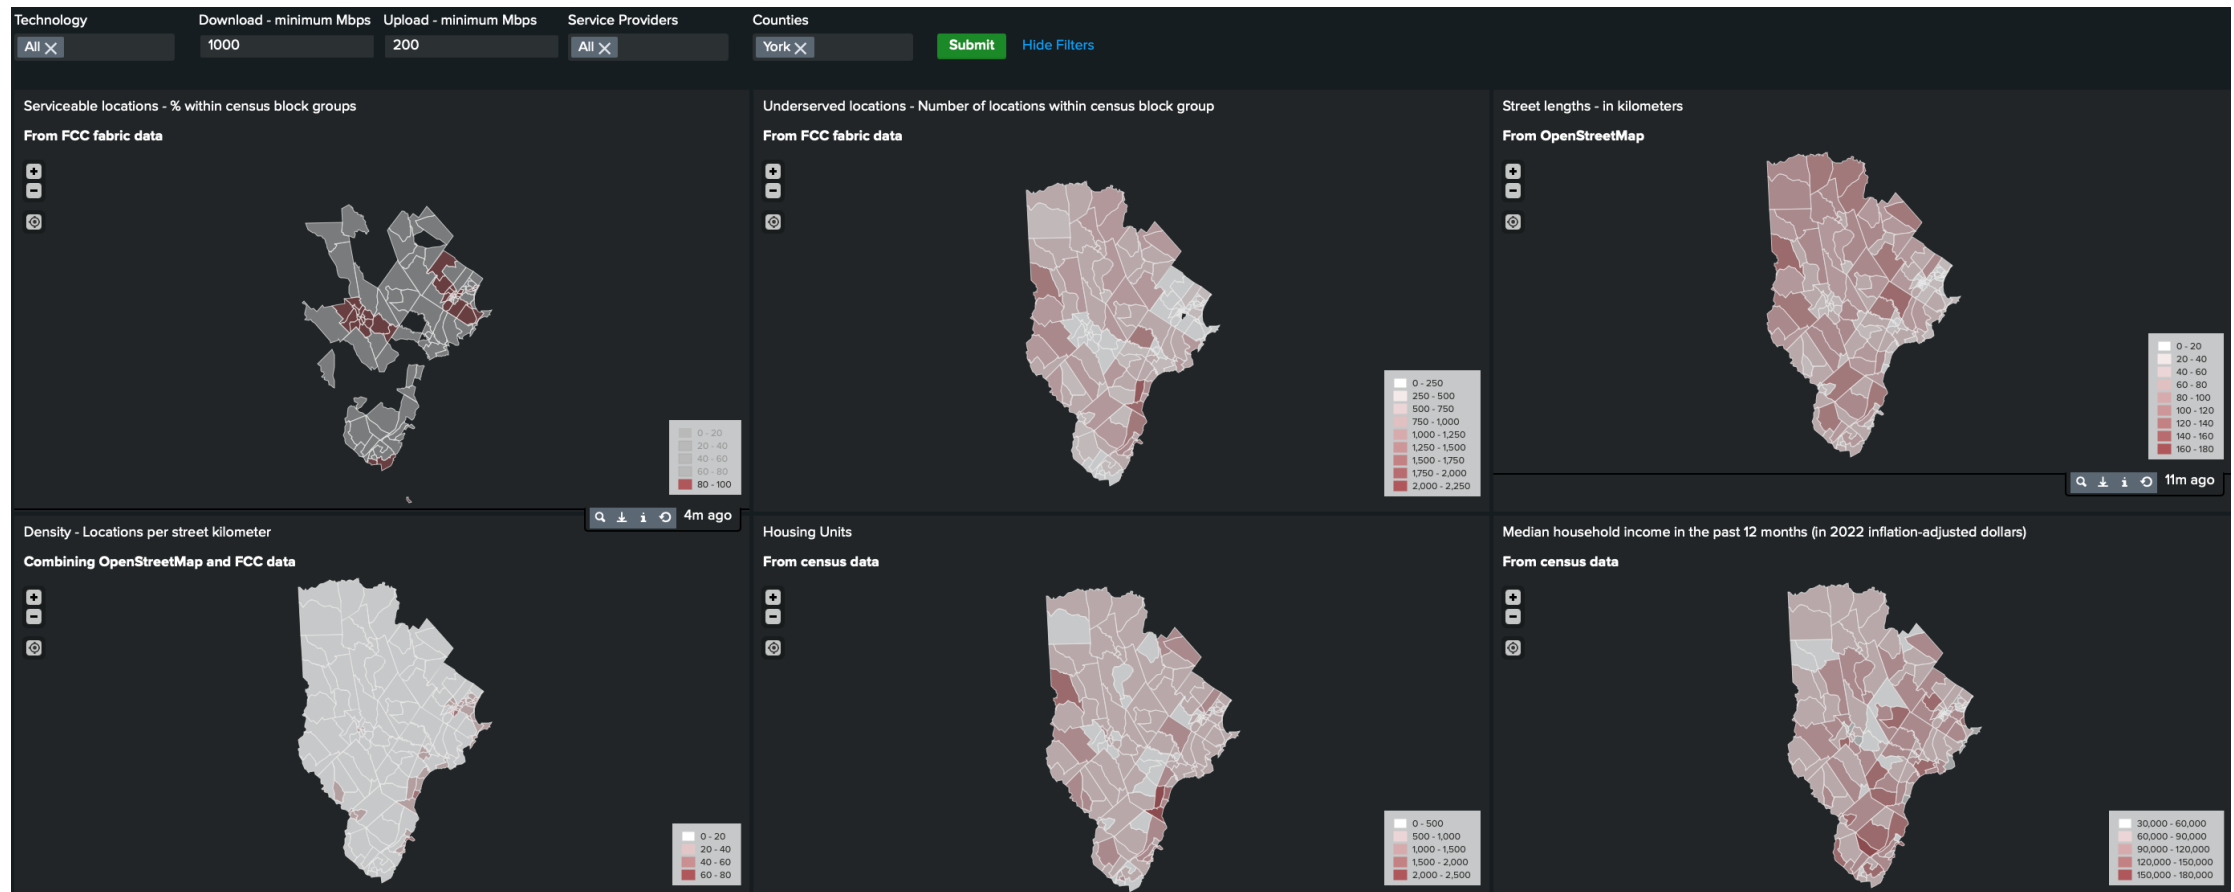 Technology Download - minimum Mbps Upload - minimum Mbps Service Providers Counties
All 1000 200 All York Submit Hide Filters
Serviceable locations - % within census block groups
From FCC fabric data
0 - 20
20 - 40
40 - 60
60 - 80
80 - 100
4m ago
Underserved locations - Number of locations within census block group
From FCC fabric data
0 - 250
250 - 500
500 - 750
750 - 1,000
1,000 - 1,250
1,250 - 1,500
1,500 - 1,750
1,750 - 2,000
2,000 - 2,250
Street lengths - in kilometers
From OpenStreetMap
0 - 20
20 - 40
40 - 60
60 - 80
80 - 100
100 - 120
120 - 140
140 - 160
160 - 180
11m ago
Density - Locations per street kilometer
Combining OpenStreetMap and FCC data
0 - 20
20 - 40
40 - 60
60 - 80
Housing Units
From census data
0 - 500
500 - 1,000
1,000 - 1,500
1,500 - 2,000
2,000 - 2,500
Median household income in the past 12 months (in 2022 inflation-adjusted dollars)
From census data
30,000 - 60,000
60,000 - 90,000
90,000 - 120,000
120,000 - 150,000
150,000 - 180,000